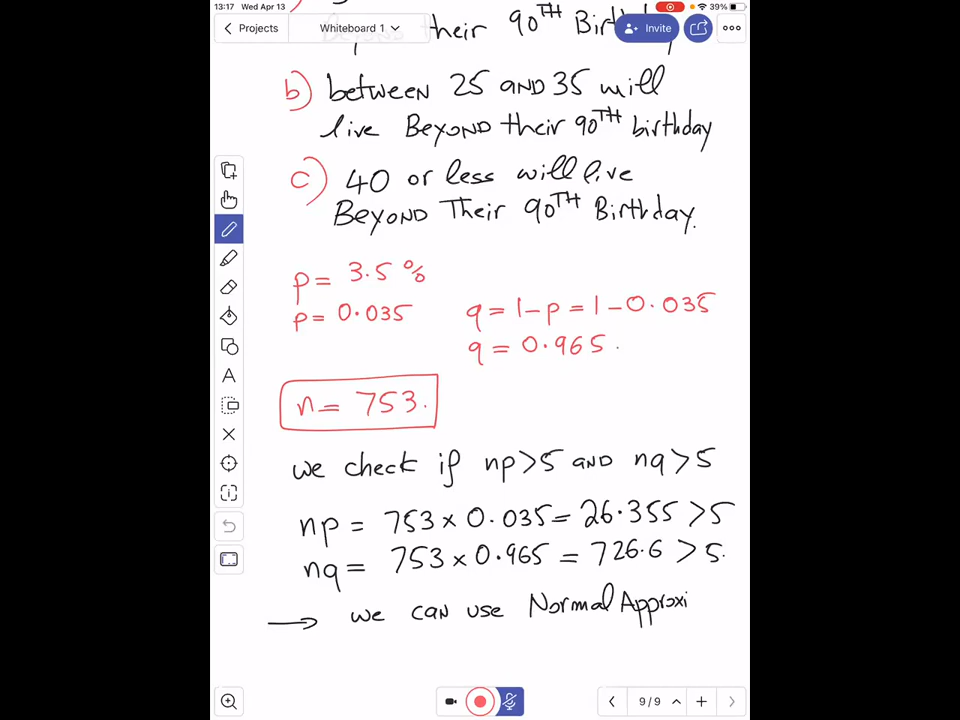 13:17 Wed Apr 13
39%
Projects
Whiteboard 1
Invite
their 90TH
b) between 25 AND 35 will
live BEYOND their 90TH birthday
c) 40 or less will live
BEYOND Their 90TH Birthday.
p = 3.5 %
p = 0.035
q = 1 - p = 1 - 0.035
q = 0.965.
n = 753.
we check if np > 5 AND nq > 5
np = 753 × 0.035 = 26.355 > 5
nq = 753 × 0.965 = 726.6 > 5.
→ we can use Normal Approxi
9/9